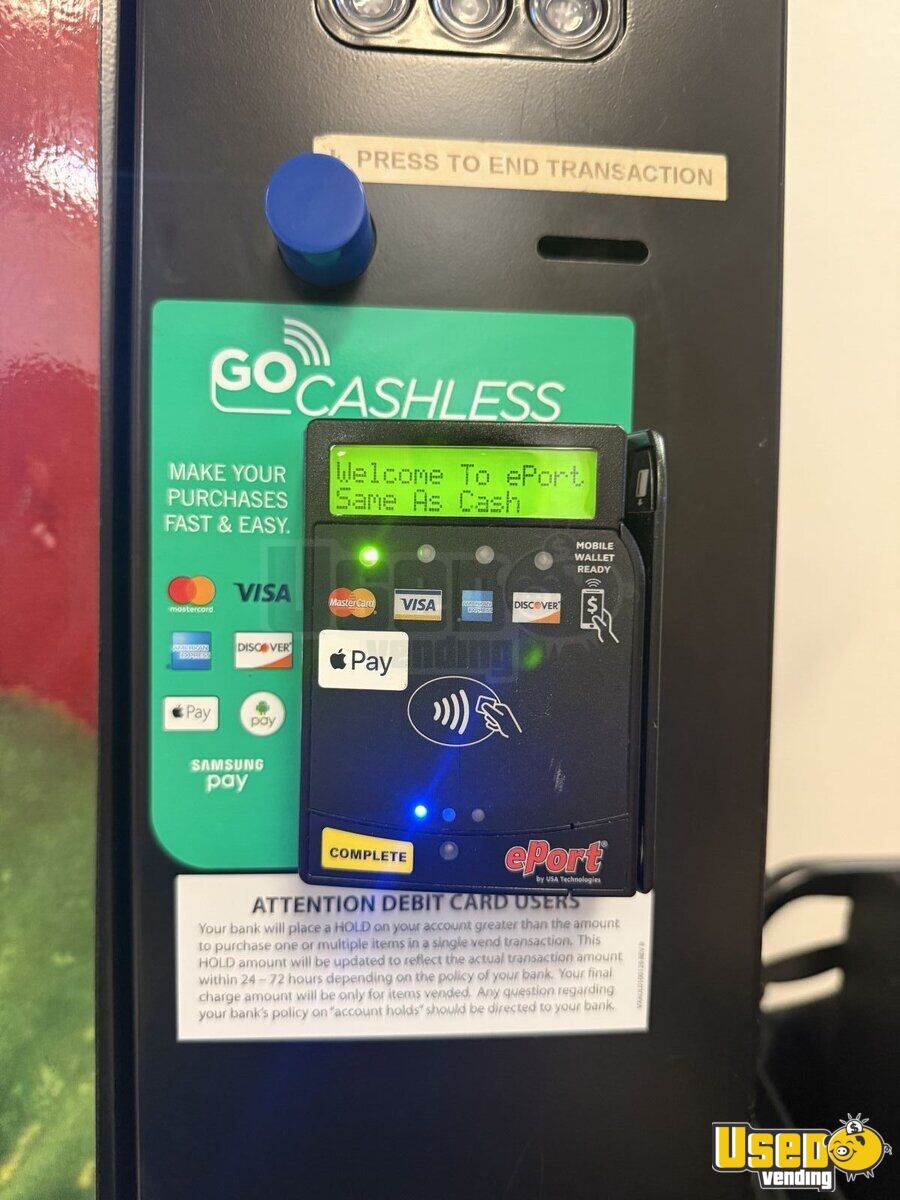 PRESS TO END TRANSACTION
GO CASHLESS
MAKE YOUR
PURCHASES
FAST & EASY.
mastercard
VISA
AMERICAN
EXPRESS
DISCOVER
Pay
pay
SAMSUNG
pay
Welcome To ePort
Same As Cash
MOBILE
WALLET
READY
MasterCard
VISA
AMERICAN
EXPRESS
DISCOVER
$
Pay
COMPLETE
ePort®
by USA Technologies
ATTENTION DEBIT CARD USERS
Your bank will place a HOLD on your account greater than the amount
to purchase one or multiple items in a single vend transaction. This
HOLD amount will be updated to reflect the actual transaction amount
within 24 – 72 hours depending on the policy of your bank. Your final
charge amount will be only for items vended. Any question regarding
your bank's policy on "account holds" should be directed to your bank.
Used
vending
Used
vending